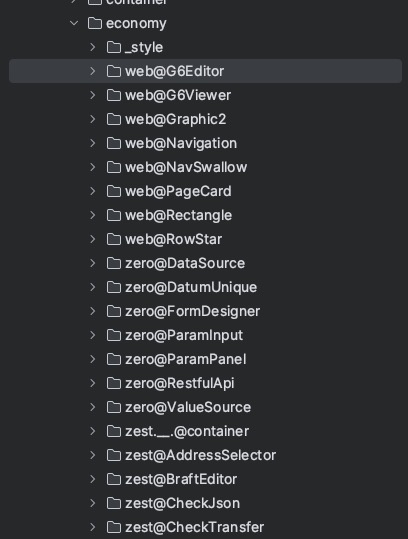 container
economy
_style
web@G6Editor
web@G6Viewer
web@Graphic2
web@Navigation
web@NavSwallow
web@PageCard
web@Rectangle
web@RowStar
zero@DataSource
zero@DatumUnique
zero@FormDesigner
zero@ParamInput
zero@ParamPanel
zero@RestfulApi
zero@ValueSource
zest.__.@container
zest@AddressSelector
zest@BraftEditor
zest@CheckJson
zest@CheckTransfer